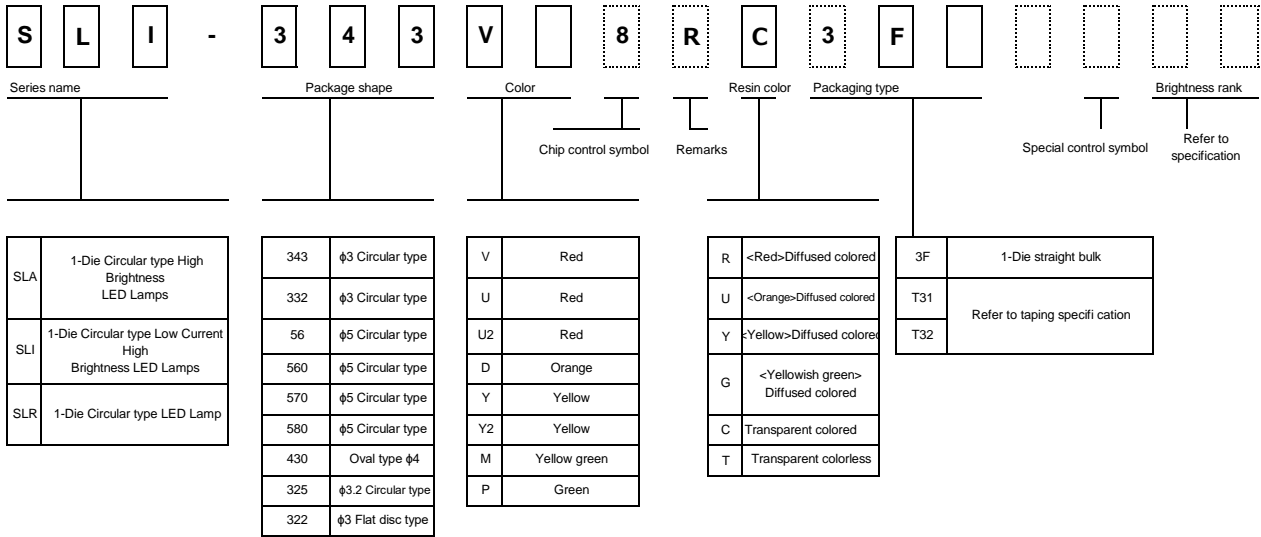 S L I - 3 4 3 V 8 R C 3 F
Series name
Package shape
Color
Resin color
Packaging type
Brightness rank
Chip control symbol
Remarks
Special control symbol
Refer to
specification
SLA
1-Die Circular type High
Brightness
LED Lamps
SLI
1-Die Circular type Low Current
High
Brightness LED Lamps
SLR
1-Die Circular type LED Lamp
343 ϕ3 Circular type
332 ϕ3 Circular type
56 ϕ5 Circular type
560 ϕ5 Circular type
570 ϕ5 Circular type
580 ϕ5 Circular type
430 Oval type ϕ4
325 ϕ3.2 Circular type
322 ϕ3 Flat disc type
V Red
U Red
U2 Red
D Orange
Y Yellow
Y2 Yellow
M Yellow green
P Green
R <Red>Diffused colored
U <Orange>Diffused colored
Y <Yellow>Diffused colored
G
<Yellowish green>
Diffused colored
C Transparent colored
T Transparent colorless
3F 1-Die straight bulk
T31
Refer to taping specifi cation
T32